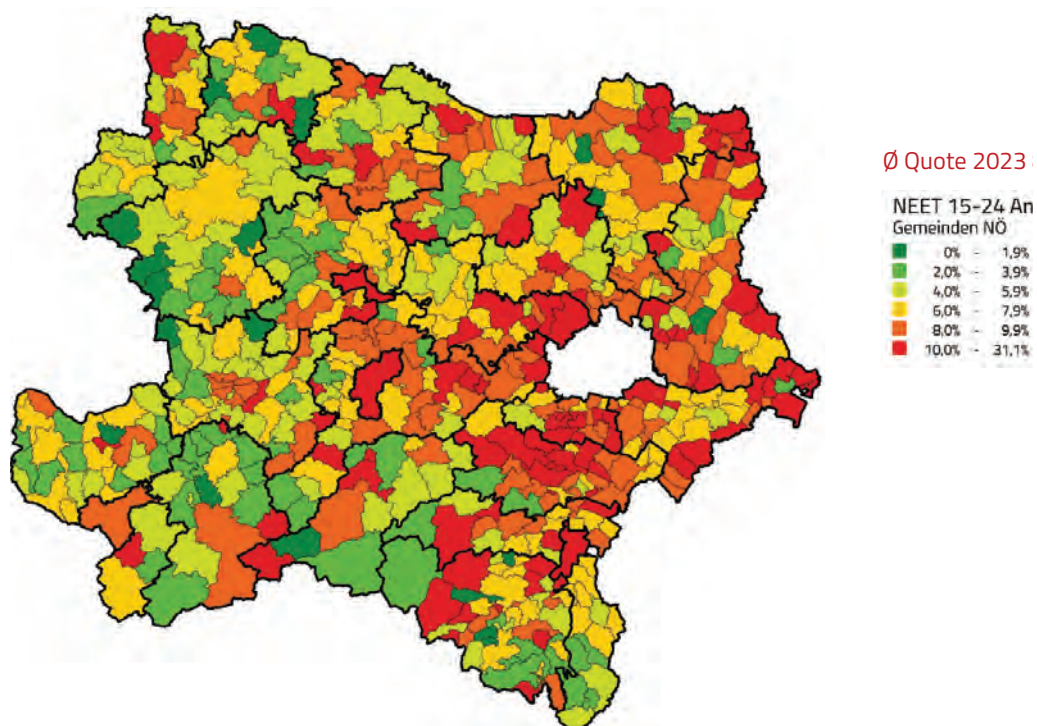 Ø Quote 2023
NEET 15-24 An
Gemeinden NÖ
0% - 1,9%
2,0% - 3,9%
4,0% - 5,9%
6,0% - 7,9%
8,0% - 9,9%
10,0% - 31,1%